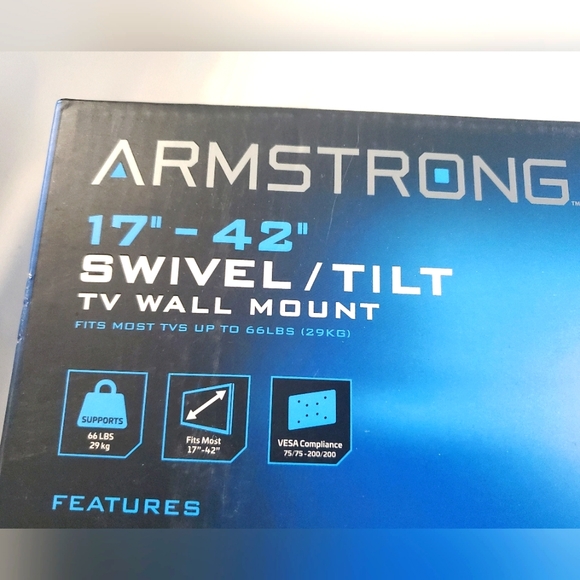 ARMSTRONG™
17" - 42"
SWIVEL/TILT
TV WALL MOUNT
FITS MOST TVS UP TO 66LBS (29KG)
SUPPORTS
66 LBS
29 kg
Fits Most
17"-42"
VESA Compliance
75/75-200/200
FEATURES